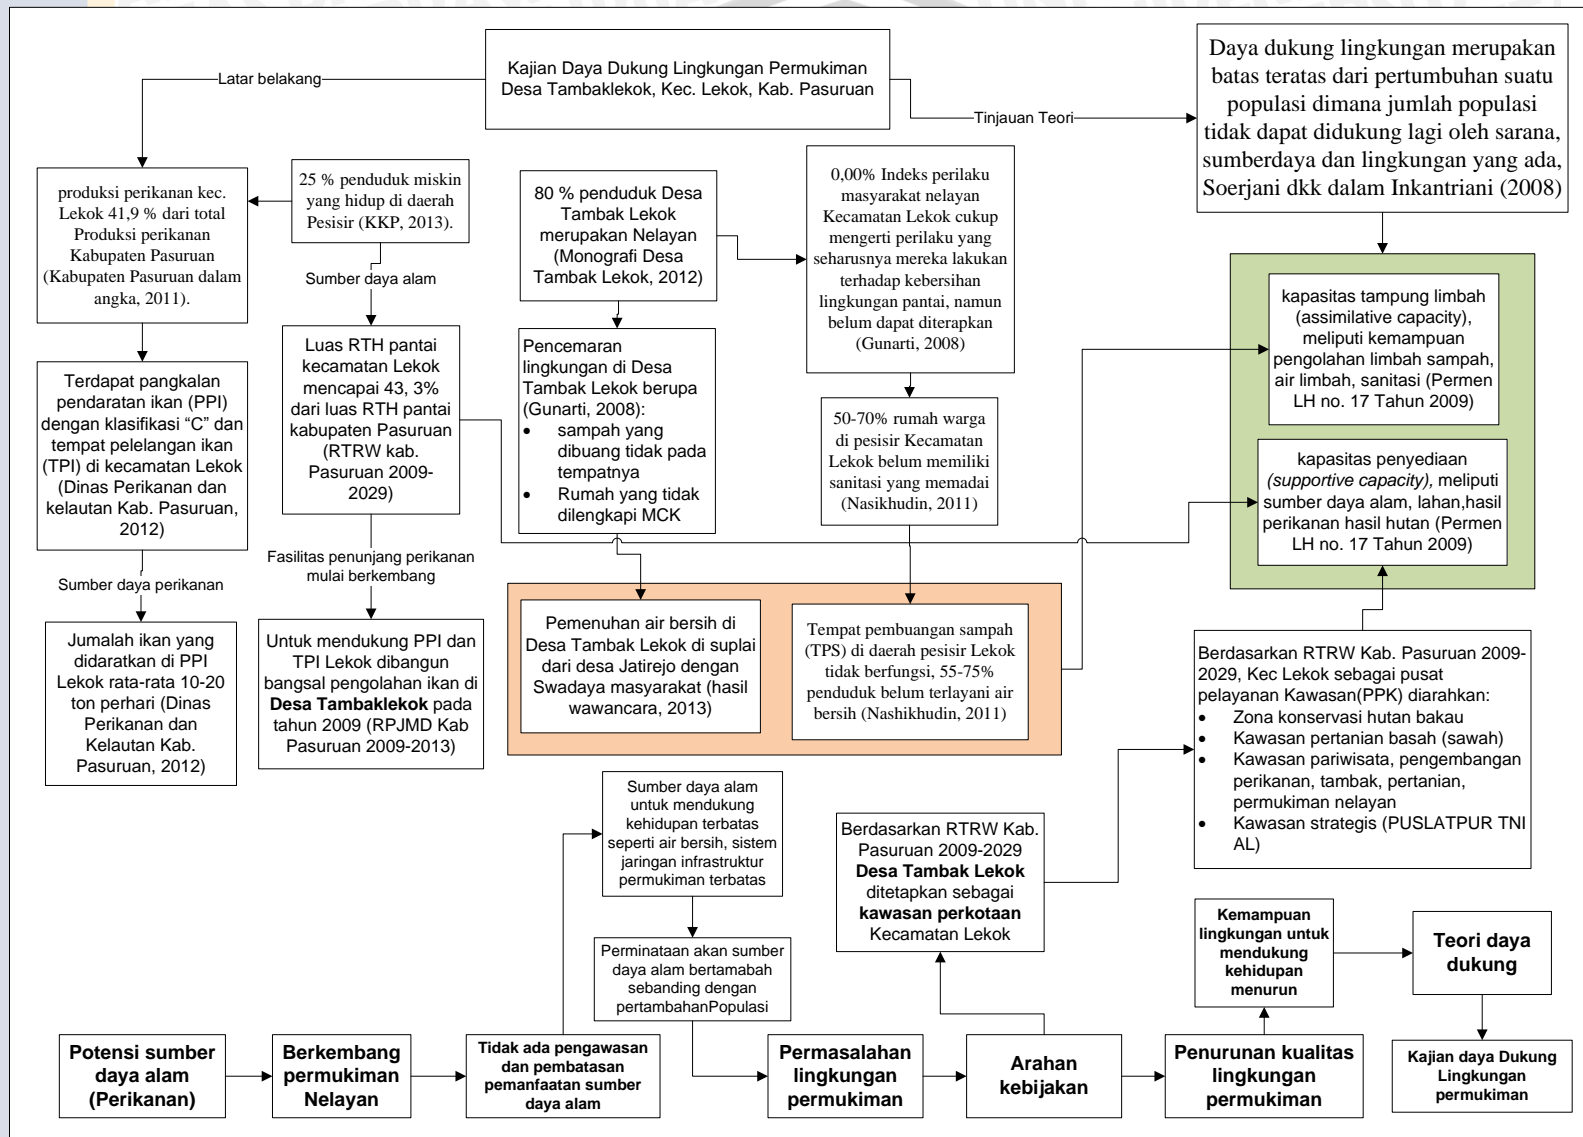 Kajian Daya Dukung Lingkungan Permukiman
Desa Tambaklekok, Kec. Lekok, Kab. Pasuruan
Latar belakang
Tinjauan Teori
Daya dukung lingkungan merupakan
batas teratas dari pertumbuhan suatu
populasi dimana jumlah populasi
tidak dapat didukung lagi oleh sarana,
sumberdaya dan lingkungan yang ada,
Soerjani dkk dalam Inkantriani (2008)
produksi perikanan kec.
Lekok 41,9 % dari total
Produksi perikanan
Kabupaten Pasuruan
(Kabupaten Pasuruan dalam
angka, 2011).
25 % penduduk miskin
yang hidup di daerah
Pesisir (KKP, 2013).
80 % penduduk Desa
Tambak Lekok
merupakan Nelayan
(Monografi Desa
Tambak Lekok, 2012)
0,00% Indeks perilaku
masyarakat nelayan
Kecamatan Lekok cukup
mengerti perilaku yang
seharusnya mereka lakukan
terhadap kebersihan
lingkungan pantai, namun
belum dapat diterapkan
(Gunarti, 2008)
Sumber daya alam
kapasitas tampung limbah
(assimilative capacity),
meliputi kemampuan
pengolahan limbah sampah,
air limbah, sanitasi (Permen
LH no. 17 Tahun 2009)
Terdapat pangkalan
pendaratan ikan (PPI)
dengan klasifikasi “C” dan
tempat pelelangan ikan
(TPI) di kecamatan Lekok
(Dinas Perikanan dan
kelautan Kab. Pasuruan,
2012)
Luas RTH pantai
kecamatan Lekok
mencapai 43, 3%
dari luas RTH pantai
kabupaten Pasuruan
(RTRW kab.
Pasuruan 2009-
2029)
Pencemaran
lingkungan di Desa
Tambak Lekok berupa
(Gunarti, 2008):
• sampah yang
dibuang tidak pada
tempatnya
• Rumah yang tidak
dilengkapi MCK
50-70% rumah warga
di pesisir Kecamatan
Lekok belum memiliki
sanitasi yang memadai
(Nasikhudin, 2011)
kapasitas penyediaan
(supportive capacity), meliputi
sumber daya alam, lahan,hasil
perikanan hasil hutan (Permen
LH no. 17 Tahun 2009)
Sumber daya perikanan
Fasilitas penunjang perikanan
mulai berkembang
Jumalah ikan yang
didaratkan di PPI
Lekok rata-rata 10-20
ton perhari (Dinas
Perikanan dan
Kelautan Kab.
Pasuruan, 2012)
Untuk mendukung PPI dan
TPI Lekok dibangun
bangsal pengolahan ikan di
Desa Tambaklekok pada
tahun 2009 (RPJMD Kab
Pasuruan 2009-2013)
Pemenuhan air bersih di
Desa Tambak Lekok di suplai
dari desa Jatirejo dengan
Swadaya masyarakat (hasil
wawancara, 2013)
Tempat pembuangan sampah
(TPS) di daerah pesisir Lekok
tidak berfungsi, 55-75%
penduduk belum terlayani air
bersih (Nashikhudin, 2011)
Berdasarkan RTRW Kab. Pasuruan 2009-
2029, Kec Lekok sebagai pusat
pelayanan Kawasan(PPK) diarahkan:
• Zona konservasi hutan bakau
• Kawasan pertanian basah (sawah)
• Kawasan pariwisata, pengembangan
perikanan, tambak, pertanian,
permukiman nelayan
• Kawasan strategis (PUSLATPUR TNI
AL)
Sumber daya alam
untuk mendukung
kehidupan terbatas
seperti air bersih, sistem
jaringan infrastruktur
permukiman terbatas
Berdasarkan RTRW Kab.
Pasuruan 2009-2029
Desa Tambak Lekok
ditetapkan sebagai
kawasan perkotaan
Kecamatan Lekok
Perminataan akan sumber
daya alam bertamabah
sebanding dengan
pertambahanPopulasi
Kemampuan
lingkungan untuk
mendukung
kehidupan
menurun
Teori daya
dukung
Potensi sumber
daya alam
(Perikanan)
Berkembang
permukiman
Nelayan
Tidak ada pengawasan
dan pembatasan
pemanfaatan sumber
daya alam
Permasalahan
lingkungan
permukiman
Arahan
kebijakan
Penurunan kualitas
lingkungan
permukiman
Kajian daya Dukung
Lingkungan
permukiman